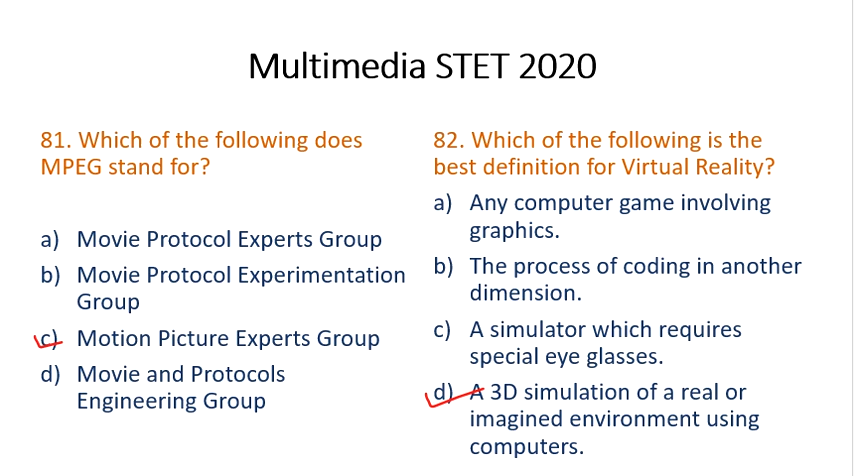 Multimedia STET 2020
81. Which of the following does
MPEG stand for?
a) Movie Protocol Experts Group
b) Movie Protocol Experimentation
Group
c) Motion Picture Experts Group
d) Movie and Protocols
Engineering Group
82. Which of the following is the
best definition for Virtual Reality?
a) Any computer game involving
graphics.
b) The process of coding in another
dimension.
c) A simulator which requires
special eye glasses.
d) A 3D simulation of a real or
imagined environment using
computers.